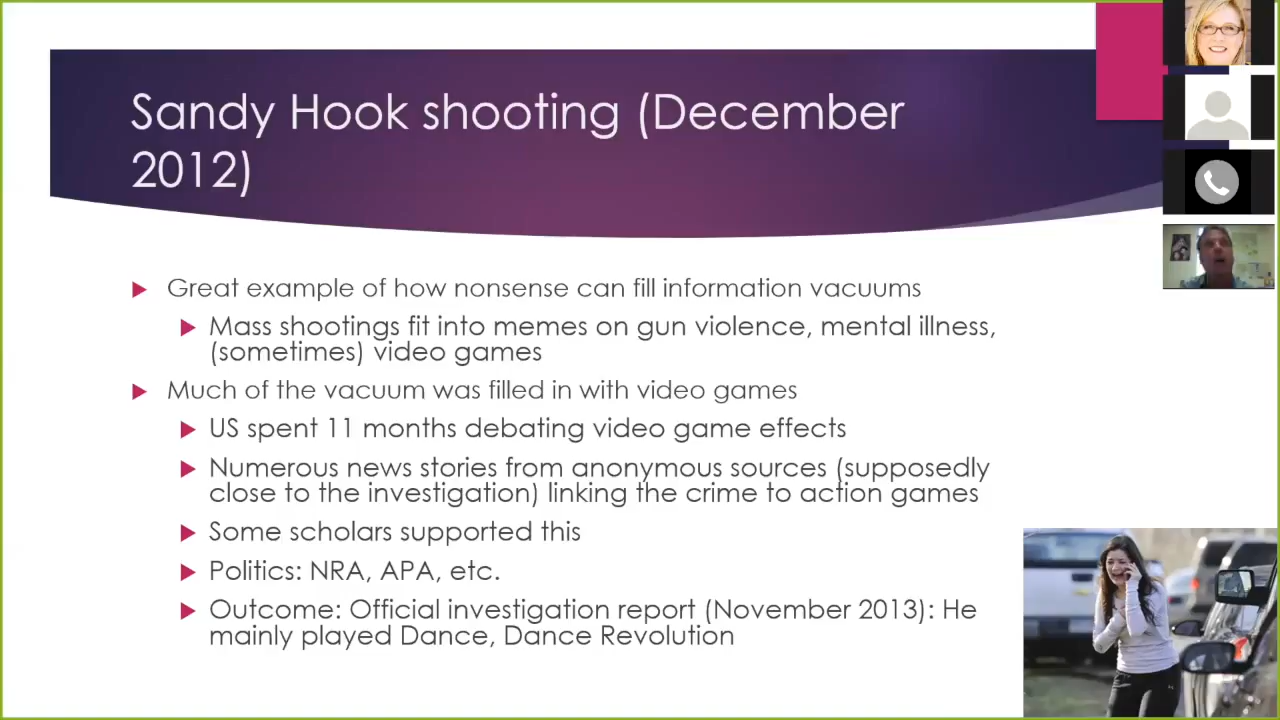 Sandy Hook shooting (December
2012)
Great example of how nonsense can fill information vacuums
Mass shootings fit into memes on gun violence, mental illness,
(sometimes) video games
Much of the vacuum was filled in with video games
US spent 11 months debating video game effects
Numerous news stories from anonymous sources (supposedly
close to the investigation) linking the crime to action games
Some scholars supported this
Politics: NRA, APA, etc.
Outcome: Official investigation report (November 2013): He
mainly played Dance, Dance Revolution